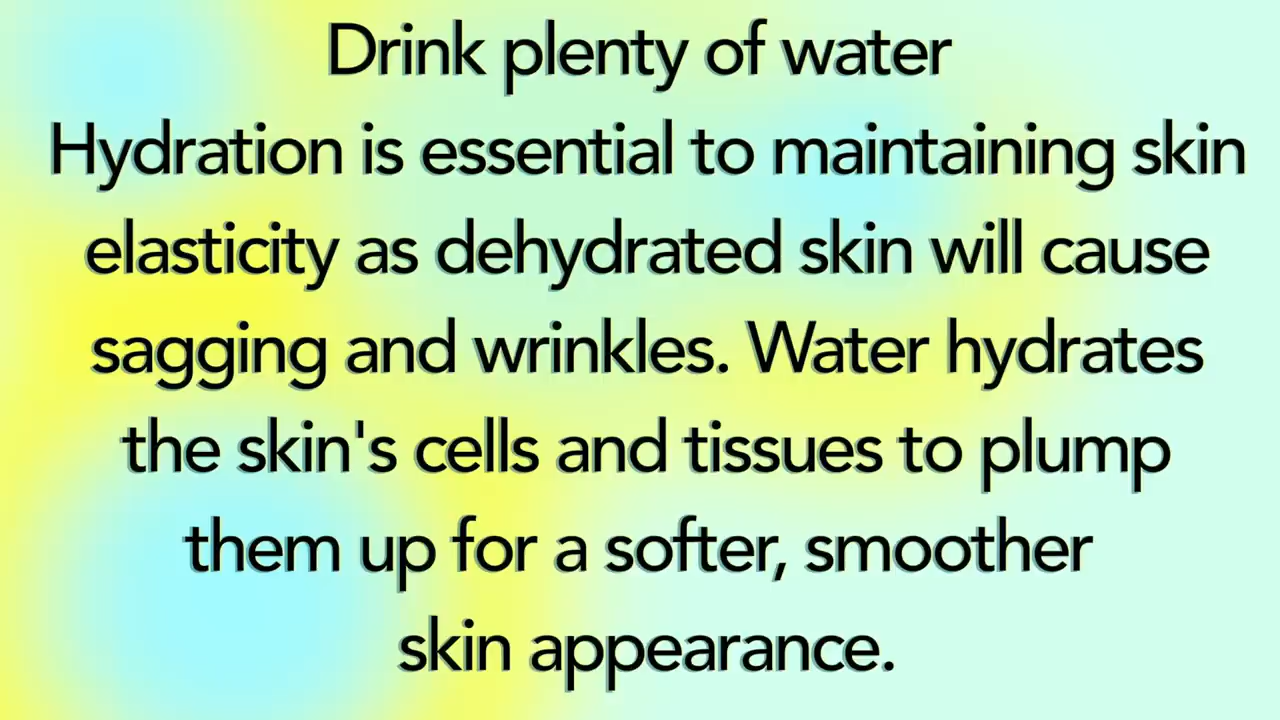 Drink plenty of water
Hydration is essential to maintaining skin
elasticity as dehydrated skin will cause
sagging and wrinkles. Water hydrates
the skin's cells and tissues to plump
them up for a softer, smoother
skin appearance.